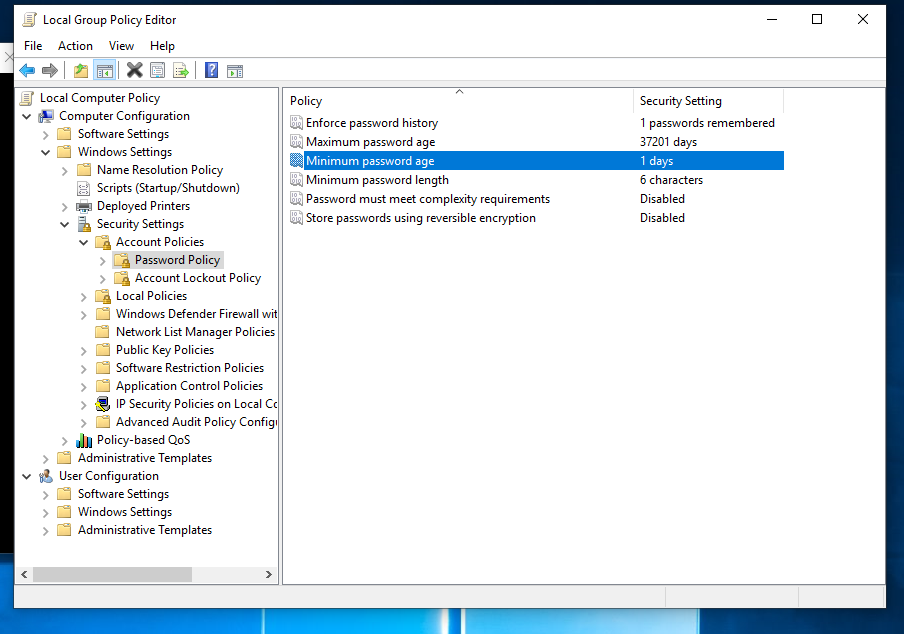 Local Group Policy Editor
File Action View Help
Local Computer Policy
Computer Configuration
Software Settings
Windows Settings
Name Resolution Policy
Scripts (Startup/Shutdown)
Deployed Printers
Security Settings
Account Policies
Password Policy
Account Lockout Policy
Local Policies
Windows Defender Firewall wit
Network List Manager Policies
Public Key Policies
Software Restriction Policies
Application Control Policies
IP Security Policies on Local Co
Advanced Audit Policy Configu
Policy-based QoS
Administrative Templates
User Configuration
Software Settings
Windows Settings
Administrative Templates
Policy Security Setting
Enforce password history 1 passwords remembered
Maximum password age 37201 days
Minimum password age 1 days
Minimum password length 6 characters
Password must meet complexity requirements Disabled
Store passwords using reversible encryption Disabled